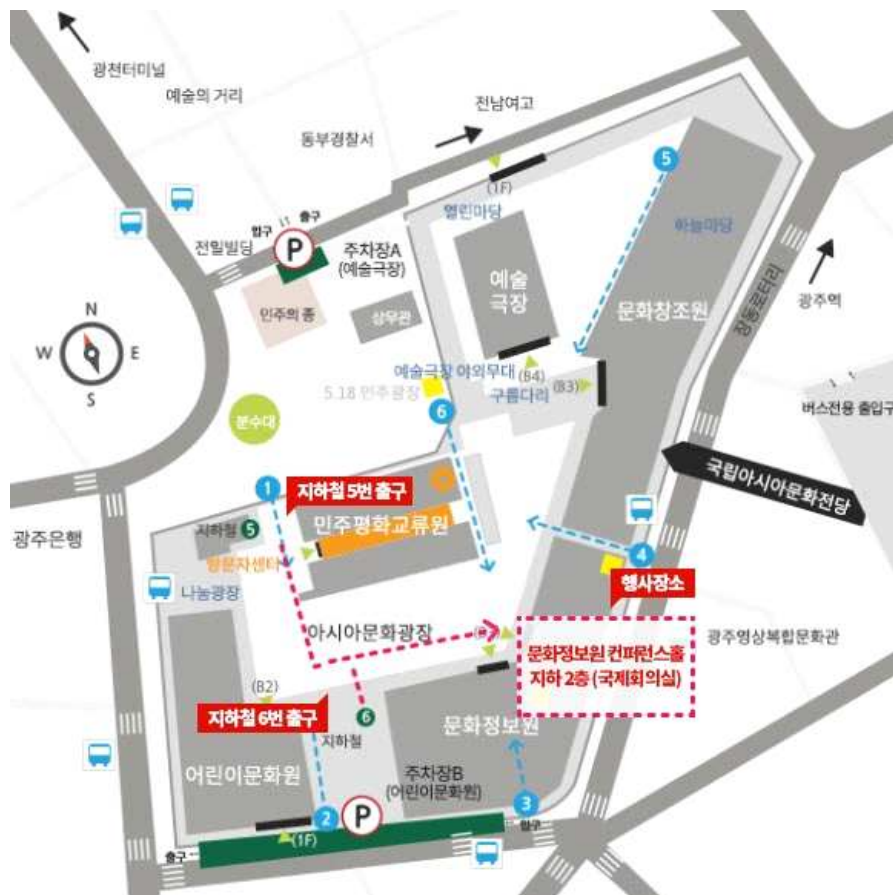 광천터미널
예술의 거리
동부경찰서
전남여고
(1F)
열린마당
5
하늘마당
입구
출구
전일빌딩
P
주차장A
(예술극장)
예술
극장
문화창조원
장동로터리
광주역
민주의 종
상무관
N
W
E
S
예술극장 야외무대
(B4)
구름다리
(B3)
5.18 민주광장
6
버스전용 출입구
분수대
국립아시아문화전당
1
지하철 5번 출구
지하철
5
민주평화교류원
광주은행
방문자센터
나눔광장
4
행사장소
아시아문화광장
문화정보원 컨퍼런스홀
지하 2층 (국제회의실)
광주영상복합문화관
(B2)
지하철 6번 출구
6
지하철
문화정보원
어린이문화원
주차장B
(어린이문화원)
2
P
3
입구
(1F)
출구